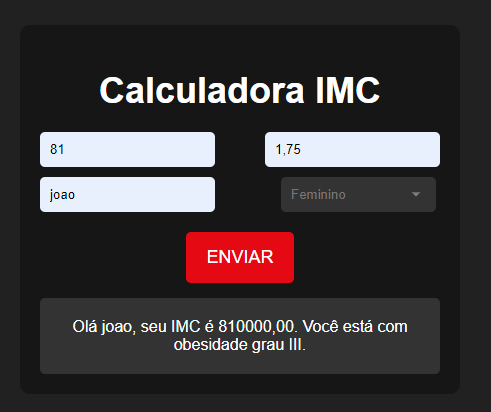 Calculadora IMC
81
1,75
joao
Feminino
ENVIAR
Olá joao, seu IMC é 810000,00. Você está com
obesidade grau III.